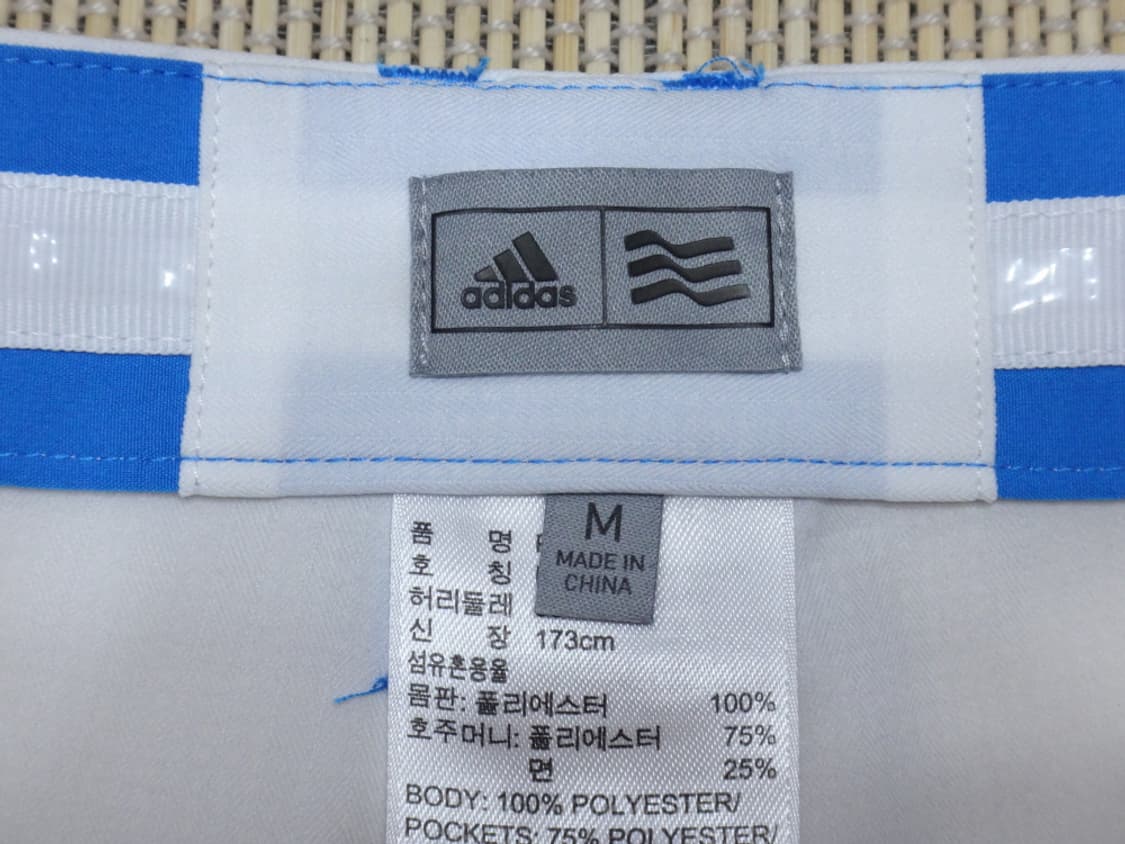 adidas
M
MADE IN
CHINA
품 명
호 칭
허리둘레
신 장 173cm
섬유혼용율
몸판: 폴리에스터 100%
호주머니: 폴리에스터 75%
면 25%
BODY: 100% POLYESTER/
POCKETS: 75% POLYESTER/